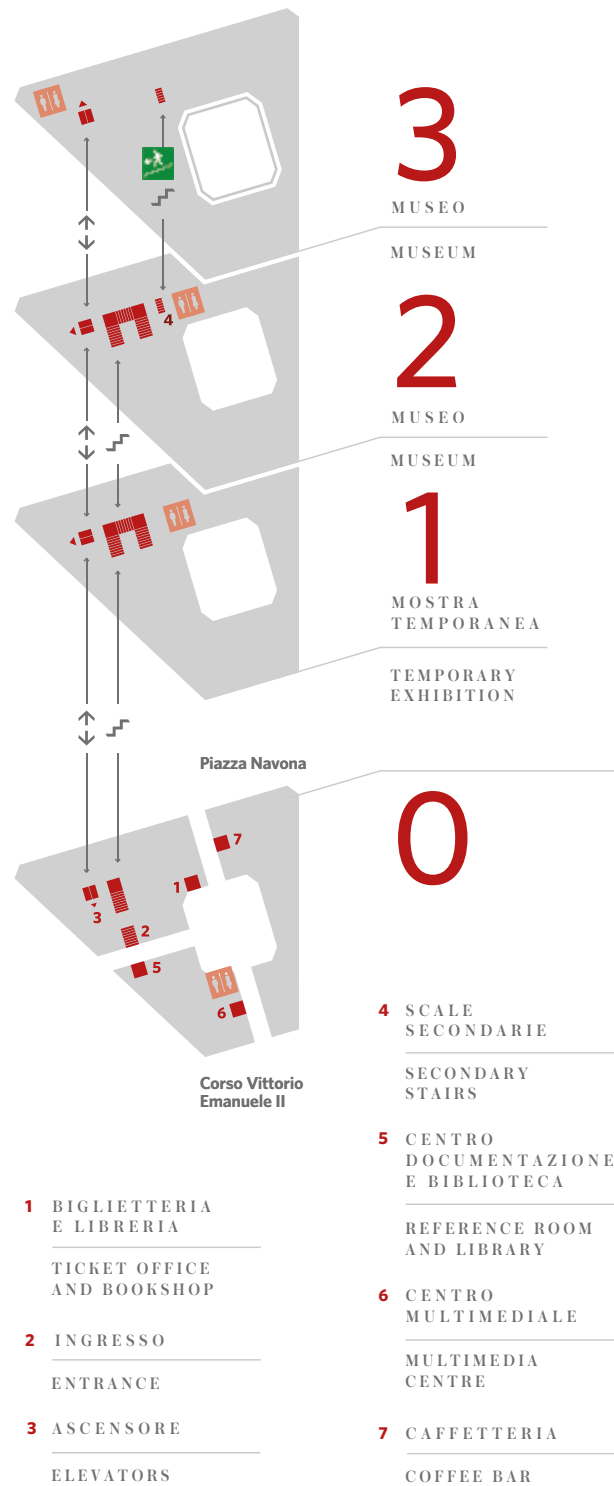 3
MUSEO
MUSEUM
4
2
MUSEO
MUSEUM
1
MOSTRA
TEMPORANEA
TEMPORARY
EXHIBITION
Piazza Navona
0
7
1
3
2
5
6
Corso Vittorio
Emanuele II
1 BIGLIETTERIA
E LIBRERIA
TICKET OFFICE
AND BOOKSHOP
2 INGRESSO
ENTRANCE
3 ASCENSORE
ELEVATORS
4 SCALE
SECONDARIE
SECONDARY
STAIRS
5 CENTRO
DOCUMENTAZIONE
E BIBLIOTECA
REFERENCE ROOM
AND LIBRARY
6 CENTRO
MULTIMEDIALE
MULTIMEDIA
CENTRE
7 CAFFETTERIA
COFFEE BAR